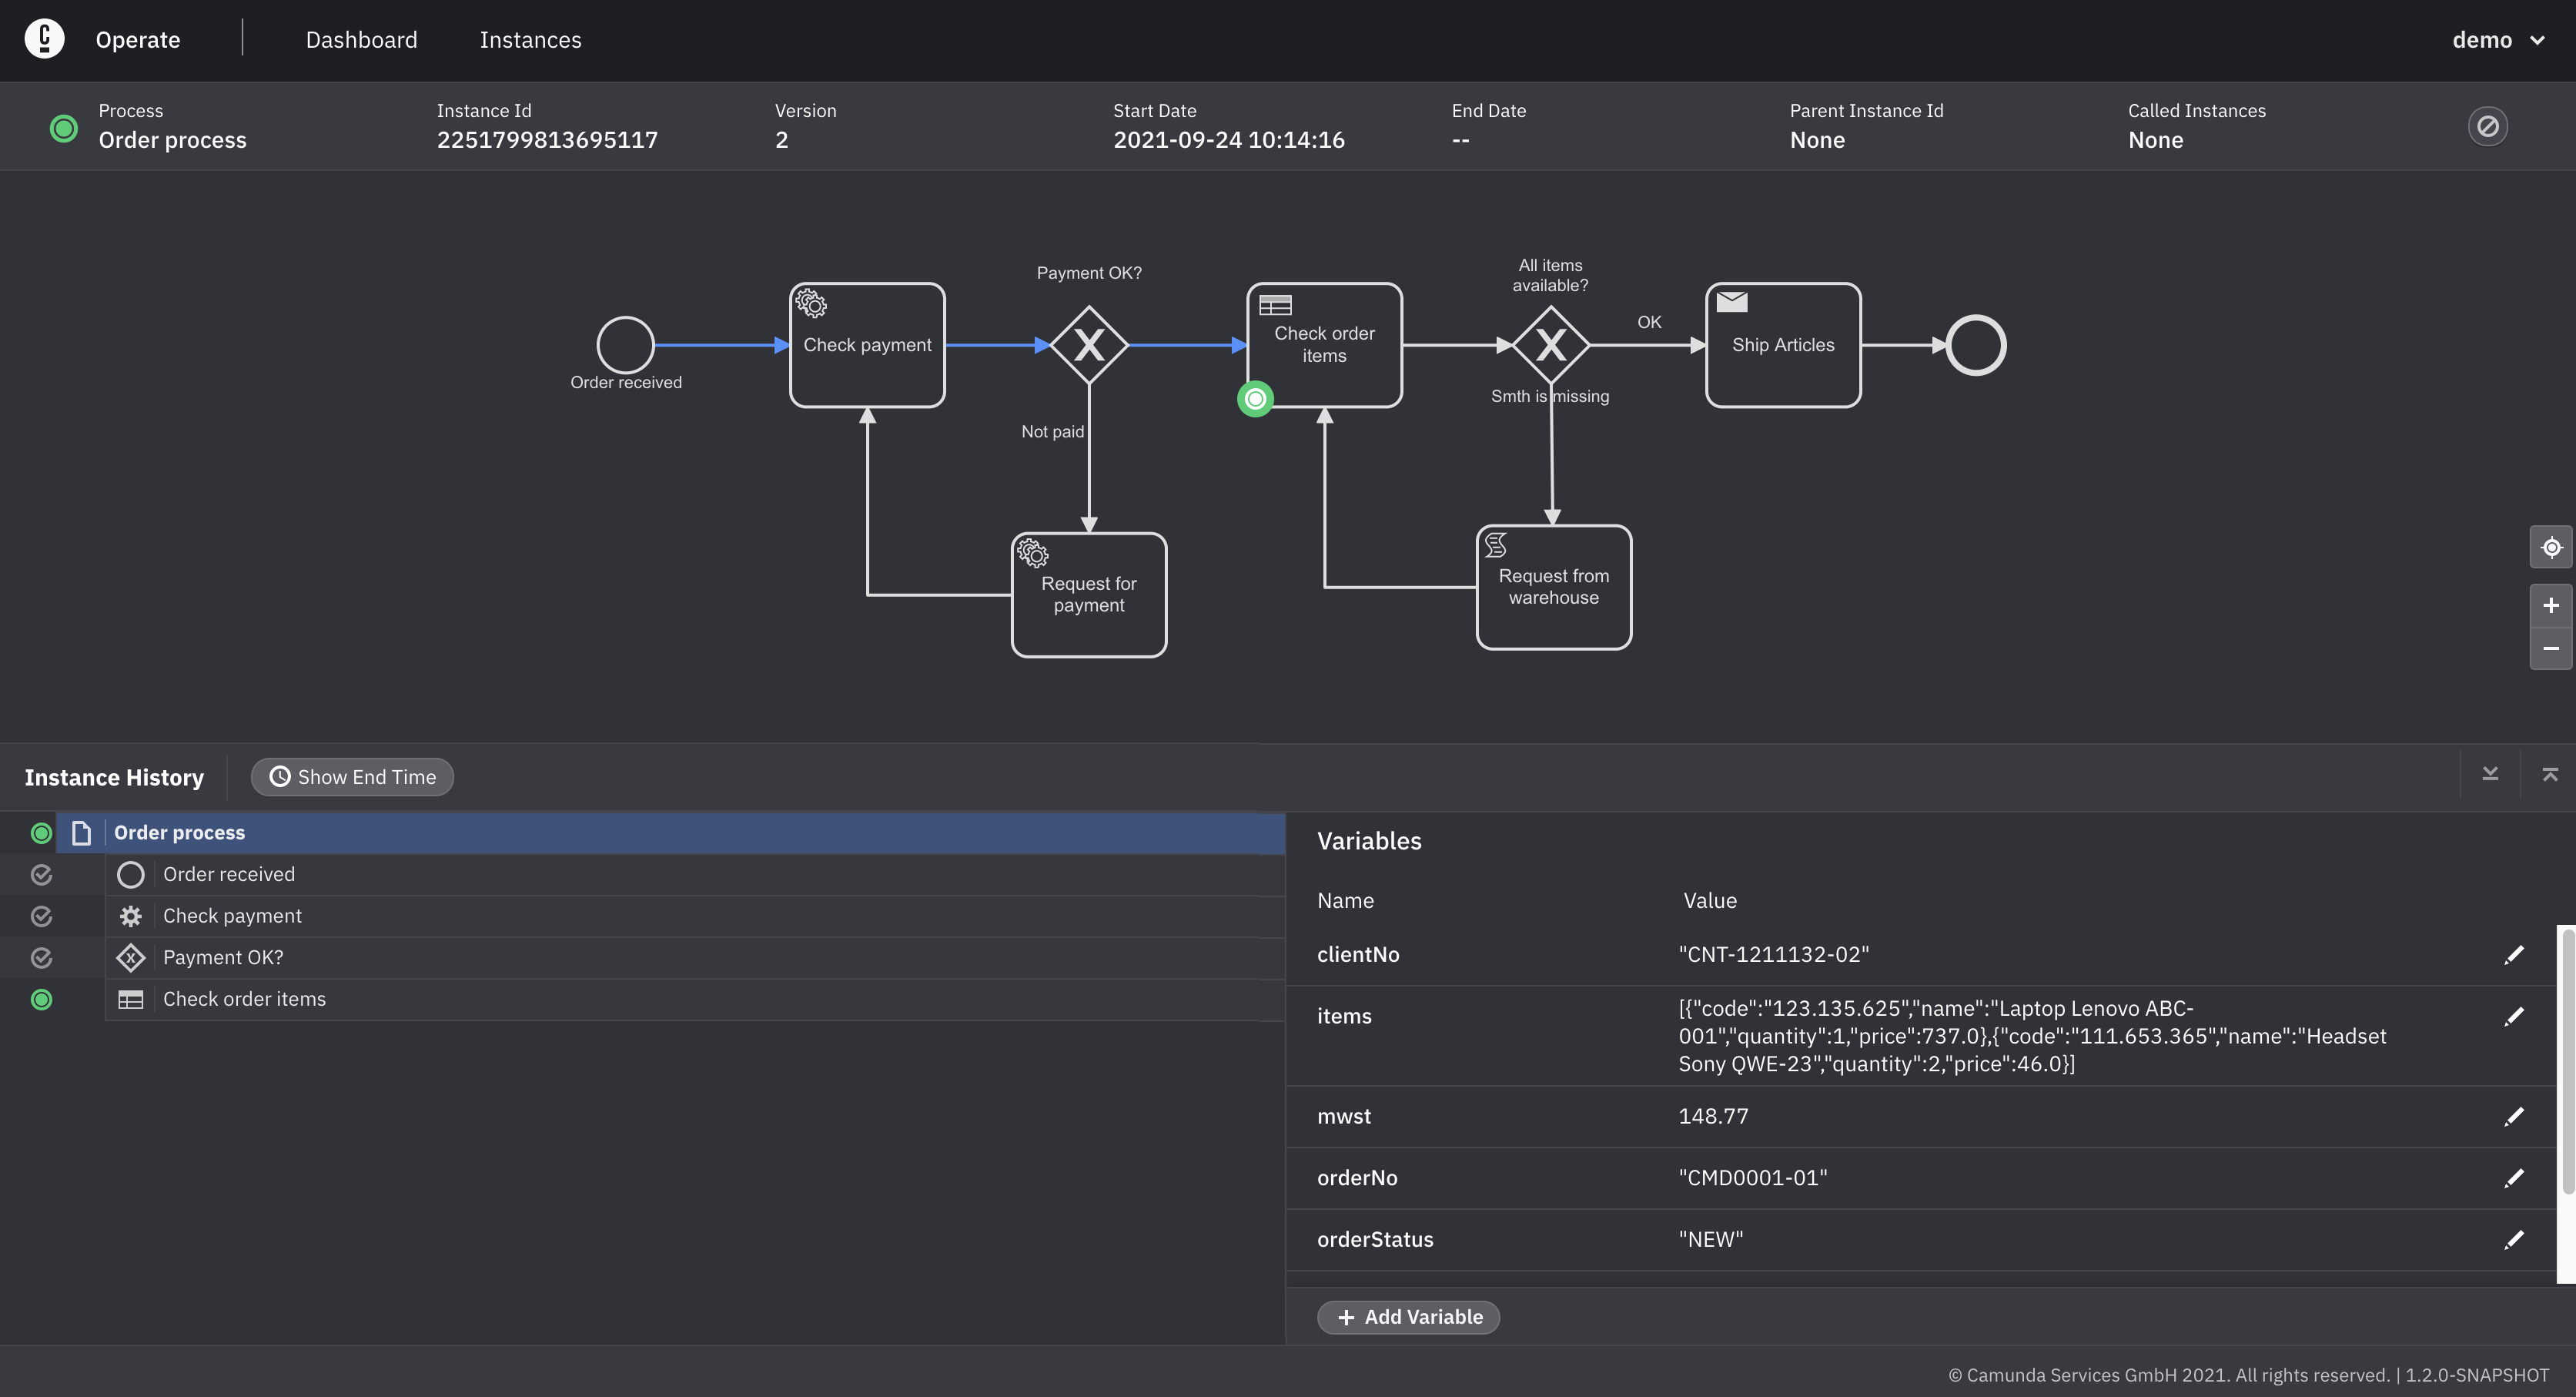 Operate
Dashboard
Instances
demo
Process
Order process
Instance Id
2251799813695117
Version
2
Start Date
2021-09-24 10:14:16
End Date
--
Parent Instance Id
None
Called Instances
None
Order received
Check payment
Payment OK?
Not paid
Request for
payment
Check order
items
All items
available?
Smth is missing
OK
Request from
warehouse
Ship Articles
Instance History
Show End Time
Order process
Order received
Check payment
Payment OK?
Check order items
Variables
Name
Value
clientNo
"CNT-1211132-02"
items
[{"code":"123.135.625","name":"Laptop Lenovo ABC-
001","quantity":1,"price":737.0},{"code":"111.653.365","name":"Headset
Sony QWE-23","quantity":2,"price":46.0}]
mwst
148.77
orderNo
"CMD0001-01"
orderStatus
"NEW"
+ Add Variable
© Camunda Services GmbH 2021. All rights reserved. | 1.2.0-SNAPSHOT